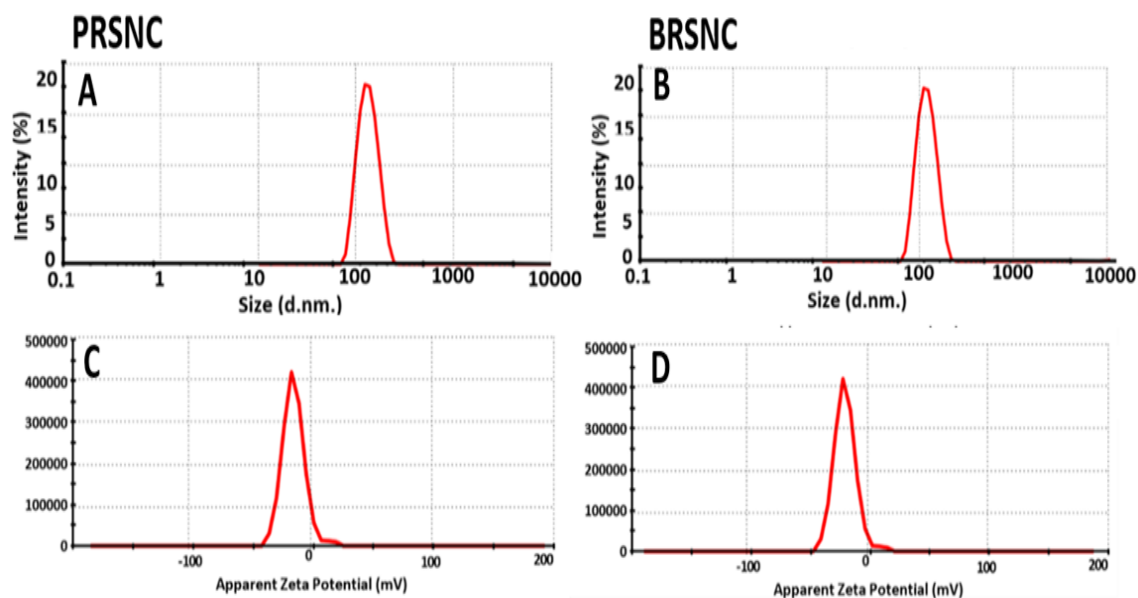 PRSNC
BRSNC
A
Intensity (%)
20
15
10
5
0
0.1 1 10 100 1000 10000
Size (d.nm.)
B
Intensity (%)
20
15
10
5
0
0.1 1 10 100 1000 10000
Size (d.nm.)
C
500000
400000
300000
200000
100000
0
-100 0 100 200
Apparent Zeta Potential (mV)
D
500000
400000
300000
200000
100000
0
-100 0 100 200
Apparent Zeta Potential (mV)